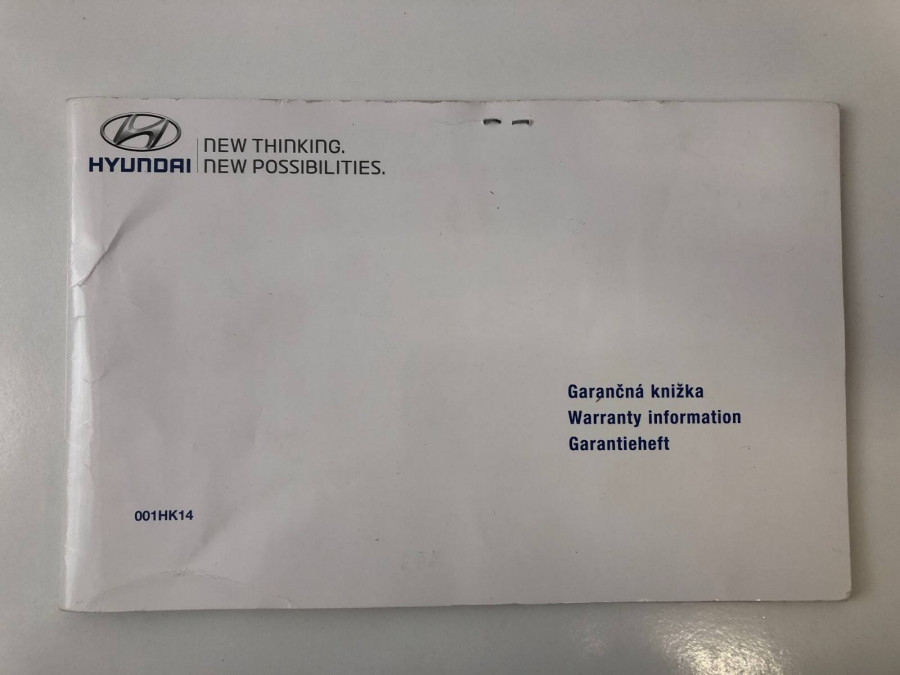 HYUNDAI
NEW THINKING.
NEW POSSIBILITIES.
Garančná knižka
Warranty information
Garantieheft
001HK14